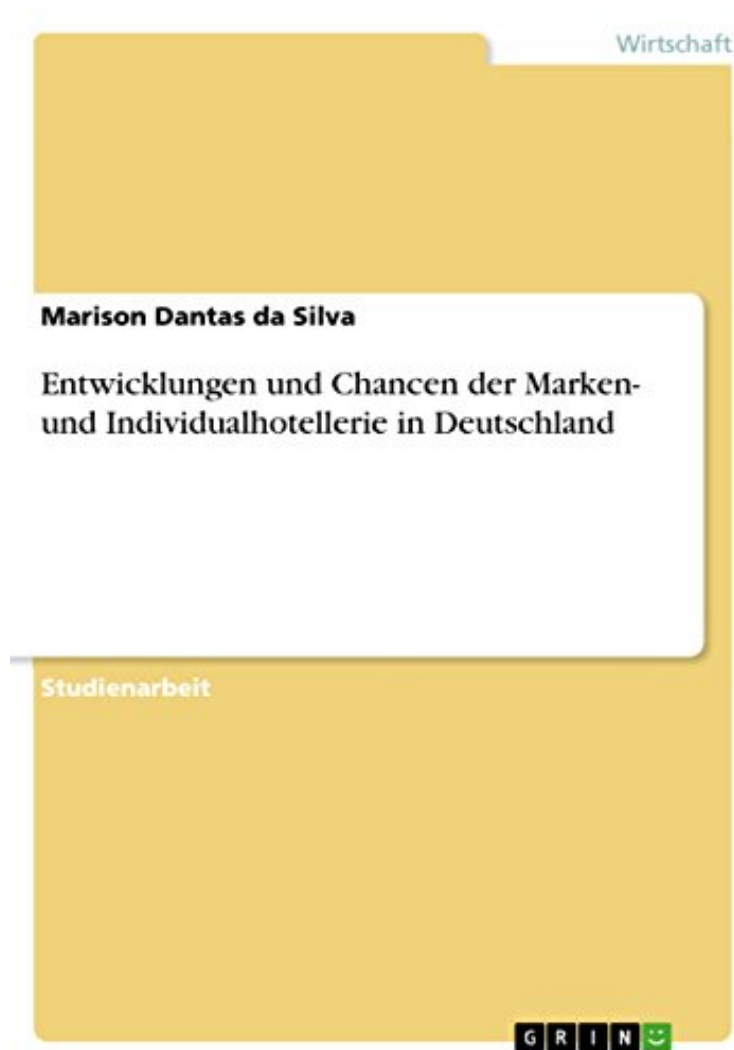 Wirtschaft
Marison Dantas da Silva
Entwicklungen und Chancen der Marken-
und Individualhotellerie in Deutschland
Studienarbeit
GRIN